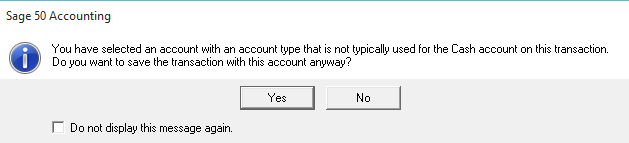 Sage 50 Accounting
You have selected an account with an account type that is not typically used for the Cash account on this transaction.
Do you want to save the transaction with this account anyway?
Yes
No
Do not display this message again.